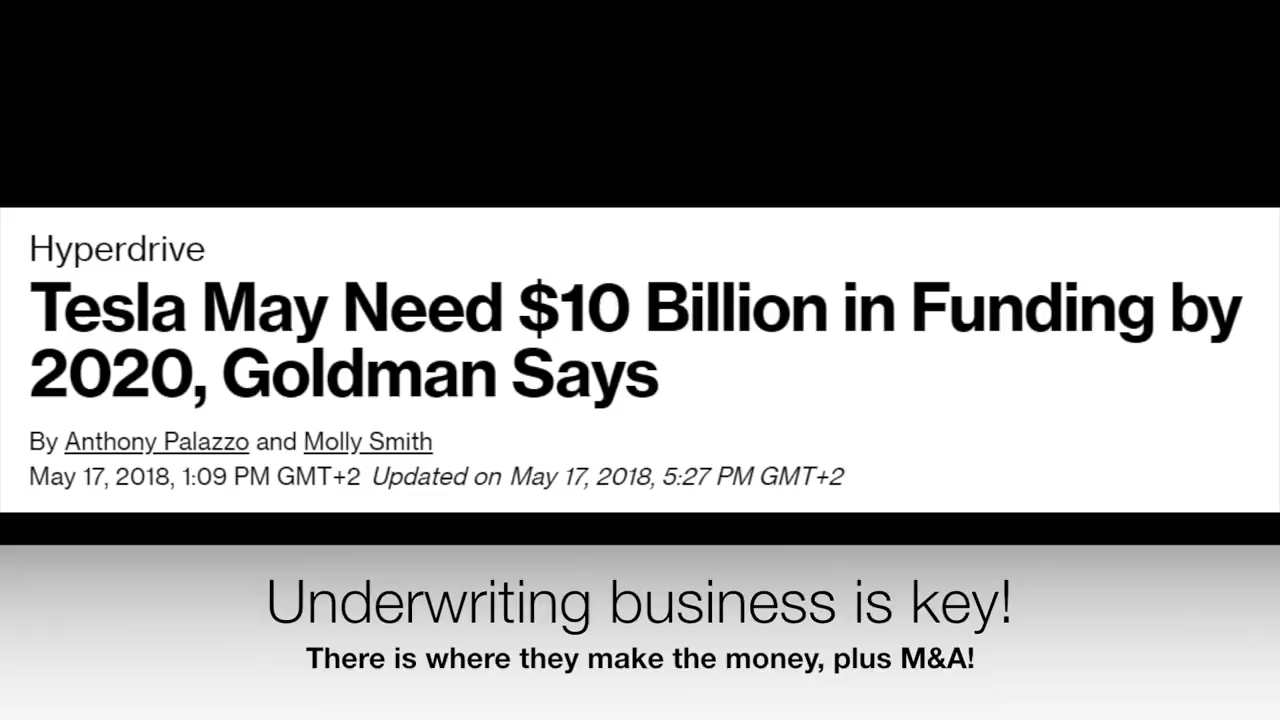 Hyperdrive
Tesla May Need $10 Billion in Funding by
2020, Goldman Says
By Anthony Palazzo and Molly Smith
May 17, 2018, 1:09 PM GMT+2 Updated on May 17, 2018, 5:27 PM GMT+2
Underwriting business is key!
There is where they make the money, plus M&A!